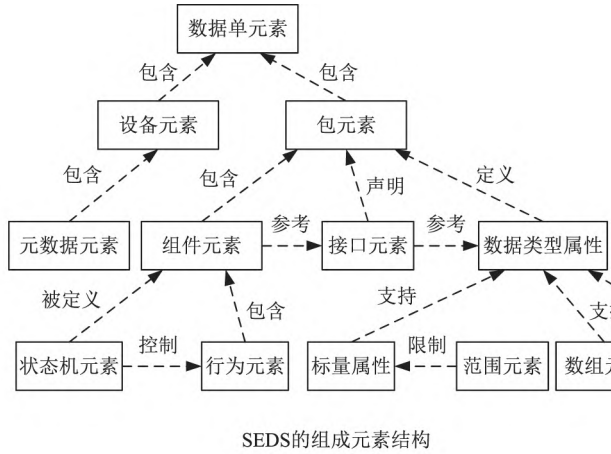 数据单元素
包含
包含
设备元素
包元素
包含
包含
声明
定义
元数据元素
组件元素
参考
接口元素
参考
数据类型属性
被定义
包含
支持
支
状态机元素
控制
行为元素
标量属性
限制
范围元素
数组元
SEDS的组成元素结构